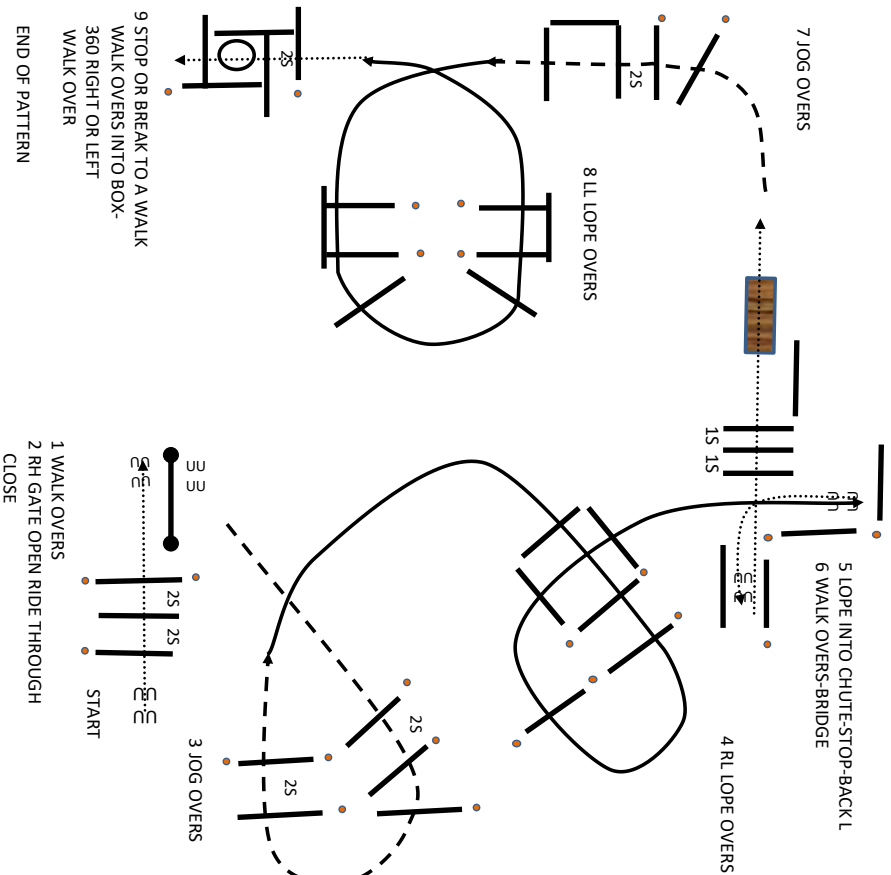 START
1 WALK OVERS
2 RH GATE OPEN RIDE THROUGH
CLOSE
2S
2S
3 JOG OVERS
2S
2S
4 RL LOPE OVERS
5 LOPE INTO CHUTE-STOP-BACK L
6 WALK OVERS-BRIDGE
1S 1S
7 JOG OVERS
2S
8 LL LOPE OVERS
9 STOP OR BREAK TO A WALK
WALK OVERS INTO BOX-
360 RIGHT OR LEFT
WALK OVER
2S
END OF PATTERN